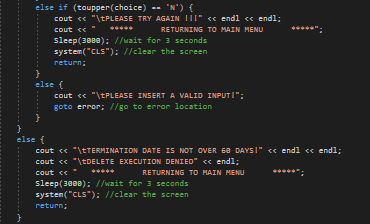 else if (toupper(choice) == 'N') {
cout << "\tPLEASE TRY AGAIN !!!" << endl << endl;
cout << "    *****      RETURNING TO MAIN MENU      *****";
Sleep(3000); //wait for 3 seconds
system("CLS"); //clear the screen
return;
}
else {
cout << "\tPLEASE INSERT A VALID INPUT!";
goto error; //go to error location
}
}
else {
cout << "\tTERMINATION DATE IS NOT OVER 60 DAYS!" << endl << endl;
cout << "\tDELETE EXECUTION DENIED" << endl;
cout << "    *****      RETURNING TO MAIN MENU      *****";
Sleep(3000); //wait for 3 seconds
system("CLS"); //clear the screen
return;
}